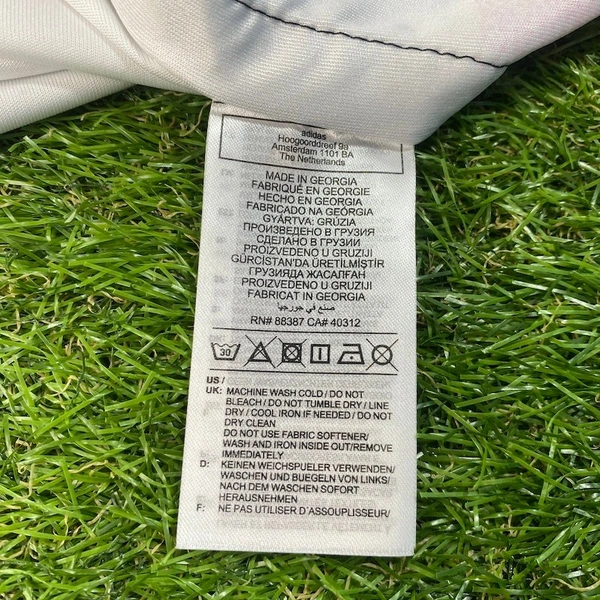 adidas
Hoogoorddreef 9a
Amsterdam 1101 BA
The Netherlands
MADE IN GEORGIA
FABRIQUÉ EN GEORGIE
HECHO EN GEORGIA
FABRICADO NA GEÓRGIA
GYÁRTVA: GRÚZIA
ПРОИЗВЕДЕНО В ГРУЗИЯ
СДЕЛАНО В ГРУЗИИ
PROIZVEDENO U GRUZIJI
GÜRCİSTAN'DA ÜRETİLMİŞTİR
ГРУЗИЯДА ЖАСАЛҒАН
PROIZVEDENO U GRUZIJI
FABRICAT IN GEORGIA
صنع في جورجيا
RN# 88387 CA# 40312
30
US /
UK: MACHINE WASH COLD / DO NOT
BLEACH / DO NOT TUMBLE DRY / LINE
DRY / COOL IRON IF NEEDED / DO NOT
DRY CLEAN
DO NOT USE FABRIC SOFTENER/
WASH AND IRON INSIDE OUT/REMOVE
IMMEDIATELY
D: KEINEN WEICHSPUELER VERWENDEN/
WASCHEN UND BUEGELN VON LINKS/
NACH DEM WASCHEN SOFORT
HERAUSNEHMEN
F: NE PAS UTILISER D'ASSOUPLISSEUR/